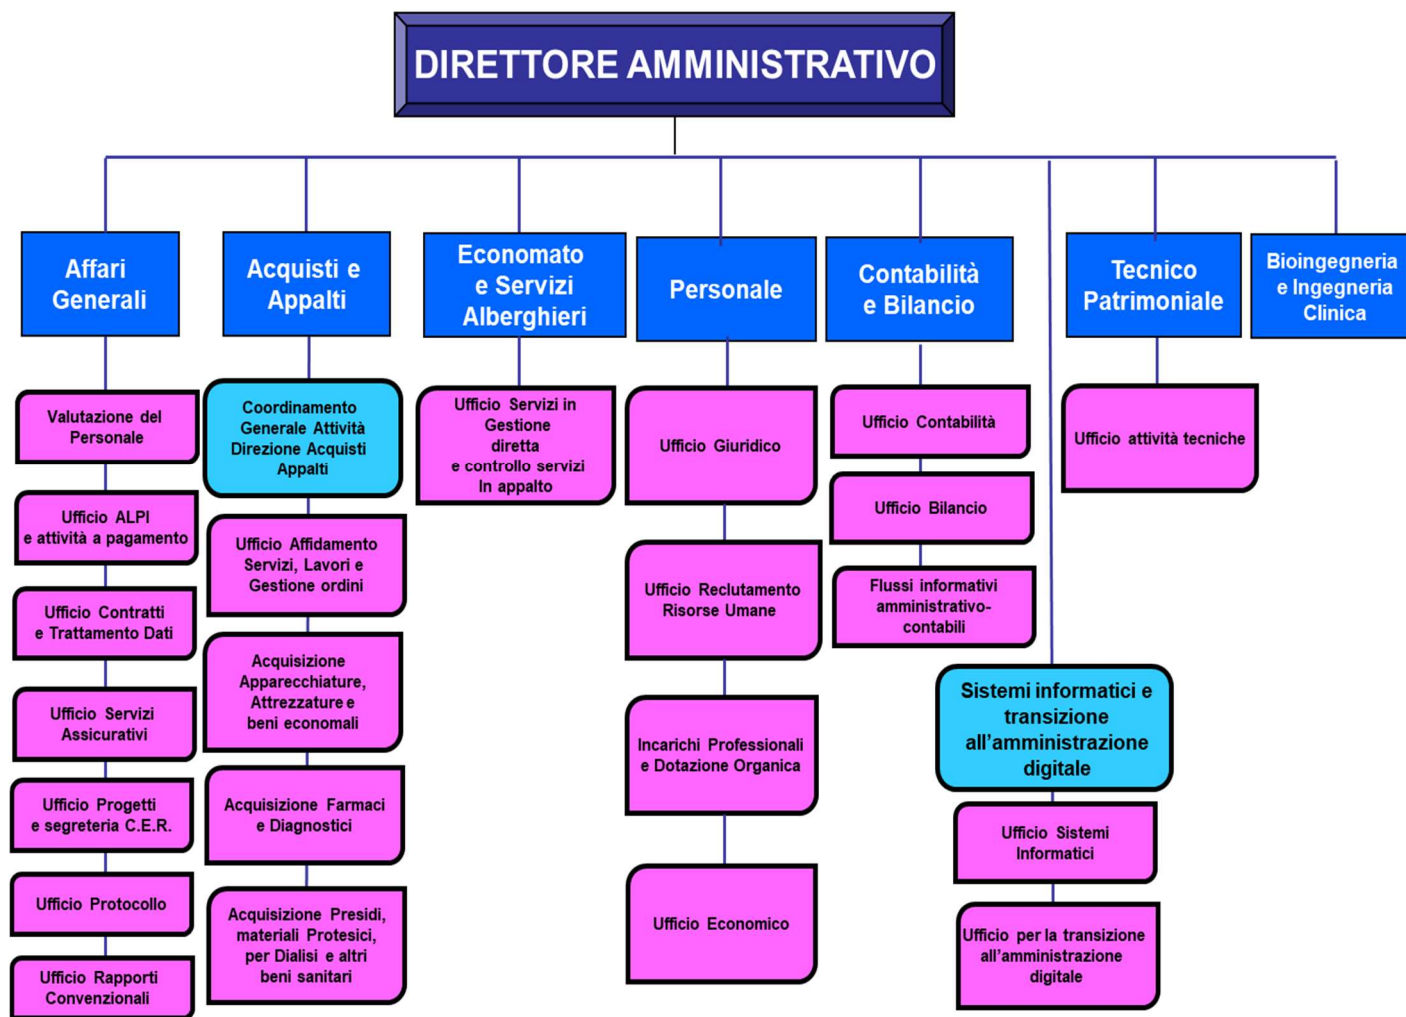 DIRETTORE AMMINISTRATIVO
Affari
Generali
Acquisti e
Appalti
Economato
e Servizi
Alberghieri
Personale
Contabilità
e Bilancio
Tecnico
Patrimoniale
Bioingegneria
e Ingegneria
Clinica
Valutazione del
Personale
Ufficio ALPI
e attività a pagamento
Ufficio Contratti
e Trattamento Dati
Ufficio Servizi
Assicurativi
Ufficio Progetti
e segreteria C.E.R.
Ufficio Protocollo
Ufficio Rapporti
Convenzionali
Coordinamento
Generale Attività
Direzione Acquisti
Appalti
Ufficio Affidamento
Servizi, Lavori e
Gestione ordini
Acquisizione
Apparecchiature,
Attrezzature e
beni economali
Acquisizione Farmaci
e Diagnostici
Acquisizione Presidi,
materiali Protesici,
per Dialisi e altri
beni sanitari
Ufficio Servizi in
Gestione
diretta
e controllo servizi
In appalto
Ufficio Giuridico
Ufficio Reclutamento
Risorse Umane
Incarichi Professionali
e Dotazione Organica
Ufficio Economico
Ufficio Contabilità
Ufficio Bilancio
Flussi informativi
amministrativo-
contabili
Sistemi informatici e
transizione
all'amministrazione
digitale
Ufficio Sistemi
Informatici
Ufficio per la transizione
all'amministrazione
digitale
Ufficio attività tecniche